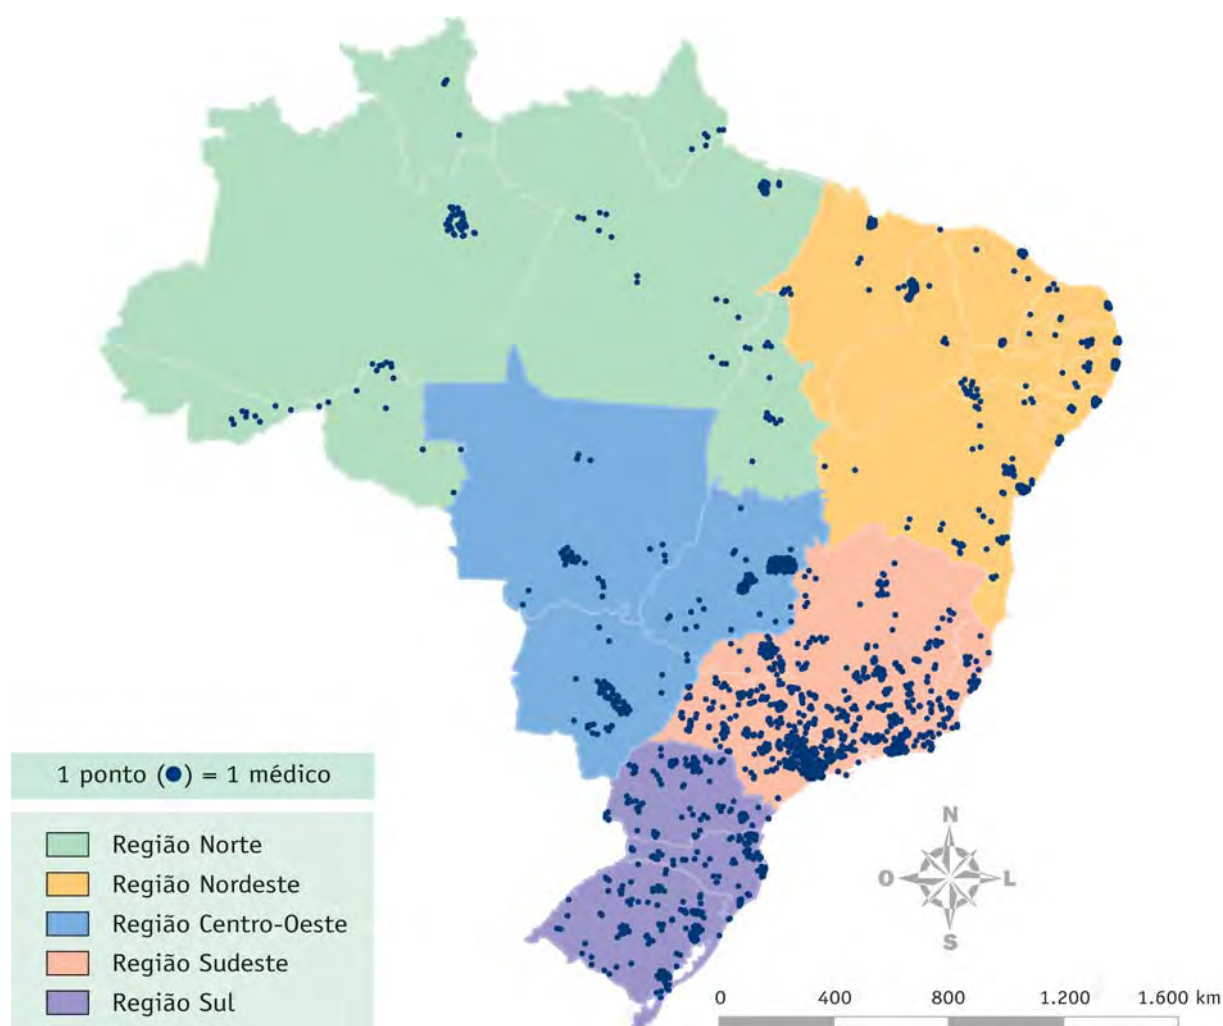 1 ponto (●) = 1 médico
Região Norte
Região Nordeste
Região Centro-Oeste
Região Sudeste
Região Sul
N
O L
S
0 400 800 1.200 1.600 km